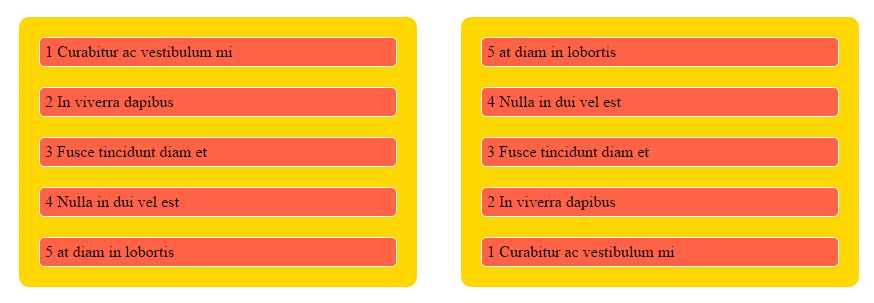 1 Curabitur ac vestibulum mi
2 In viverra dapibus
3 Fusce tincidunt diam et
4 Nulla in dui vel est
5 at diam in lobortis
5 at diam in lobortis
4 Nulla in dui vel est
3 Fusce tincidunt diam et
2 In viverra dapibus
1 Curabitur ac vestibulum mi